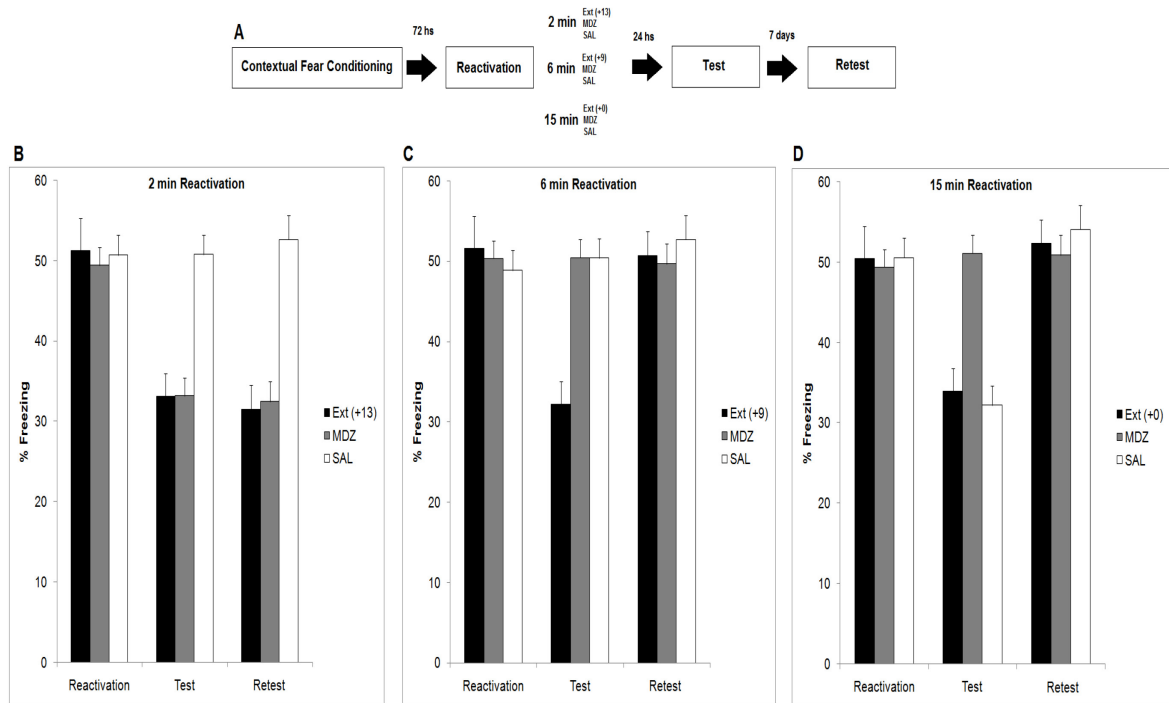 A
Contextual Fear Conditioning
72 hs
Reactivation
2 min
Ext (+13)
MDZ
SAL
6 min
Ext (+9)
MDZ
SAL
15 min
Ext (+0)
MDZ
SAL
24 hs
Test
7 days
Retest
B
2 min Reactivation
60
50
40
30
20
10
0
% Freezing
Reactivation
Test
Retest
Ext (+13)
MDZ
SAL
C
6 min Reactivation
60
50
40
30
20
10
0
% Freezing
Reactivation
Test
Retest
Ext (+9)
MDZ
SAL
D
15 min Reactivation
60
50
40
30
20
10
0
% Freezing
Reactivation
Test
Retest
Ext (+0)
MDZ
SAL